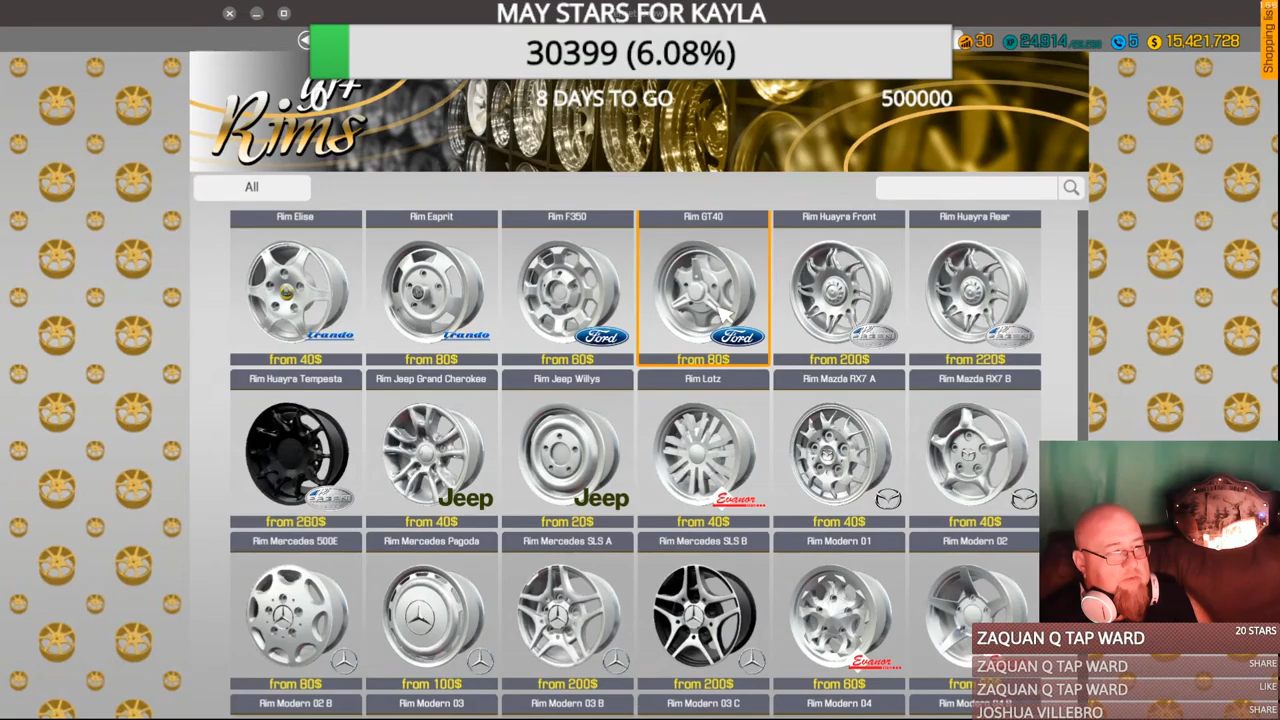 MAY STARS FOR KAYLA
30399 (6.08%)
8 DAYS TO GO
500000
30
24,914
5
15,421,728
Shopping list
Rims
All
Rim Elise
Rim Esprit
Rim F350
Rim GT40
Rim Huayra Front
Rim Huayra Rear
Ford
Ford
from 40$
from 80$
from 60$
from 80$
from 200$
from 220$
Rim Huayra Tempesta
Rim Jeep Grand Cherokee
Rim Jeep Willys
Rim Lotz
Rim Mazda RX7 A
Rim Mazda RX7 B
Jeep
Jeep
Evanor
from 260$
from 40$
from 20$
from 40$
from 40$
from 40$
Rim Mercedes 500E
Rim Mercedes Pagoda
Rim Mercedes SLS A
Rim Mercedes SLS B
Rim Modern 01
Rim Modern 02
Evanor
from 80$
from 100$
from 200$
from 200$
from 60$
Rim Modern 02 B
Rim Modern 03
Rim Modern 03 B
Rim Modern 03 C
Rim Modern 04
ZAQUAN Q TAP WARD
20 STARS
ZAQUAN Q TAP WARD
SHARE
ZAQUAN Q TAP WARD
LIKE
JOSHUA VILLEBRO
SHARE